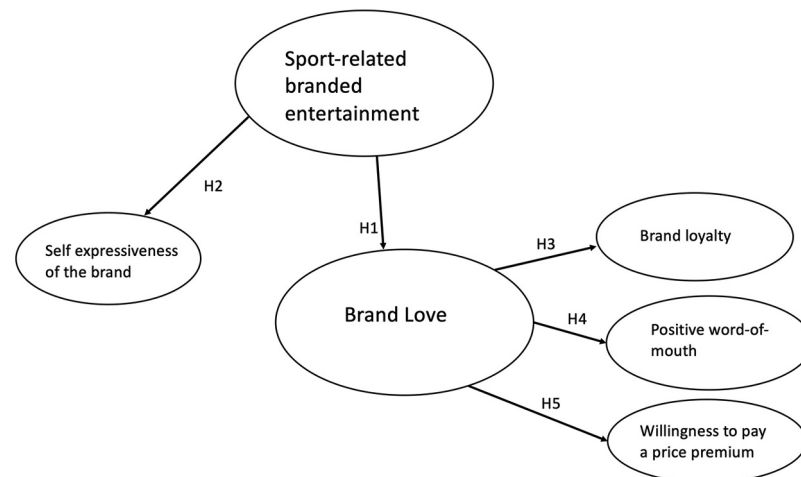 Sport-related
branded
entertainment
H2
H1
Self expressiveness
of the brand
Brand Love
H3
Brand loyalty
H4
Positive word-of-
mouth
H5
Willingness to pay
a price premium